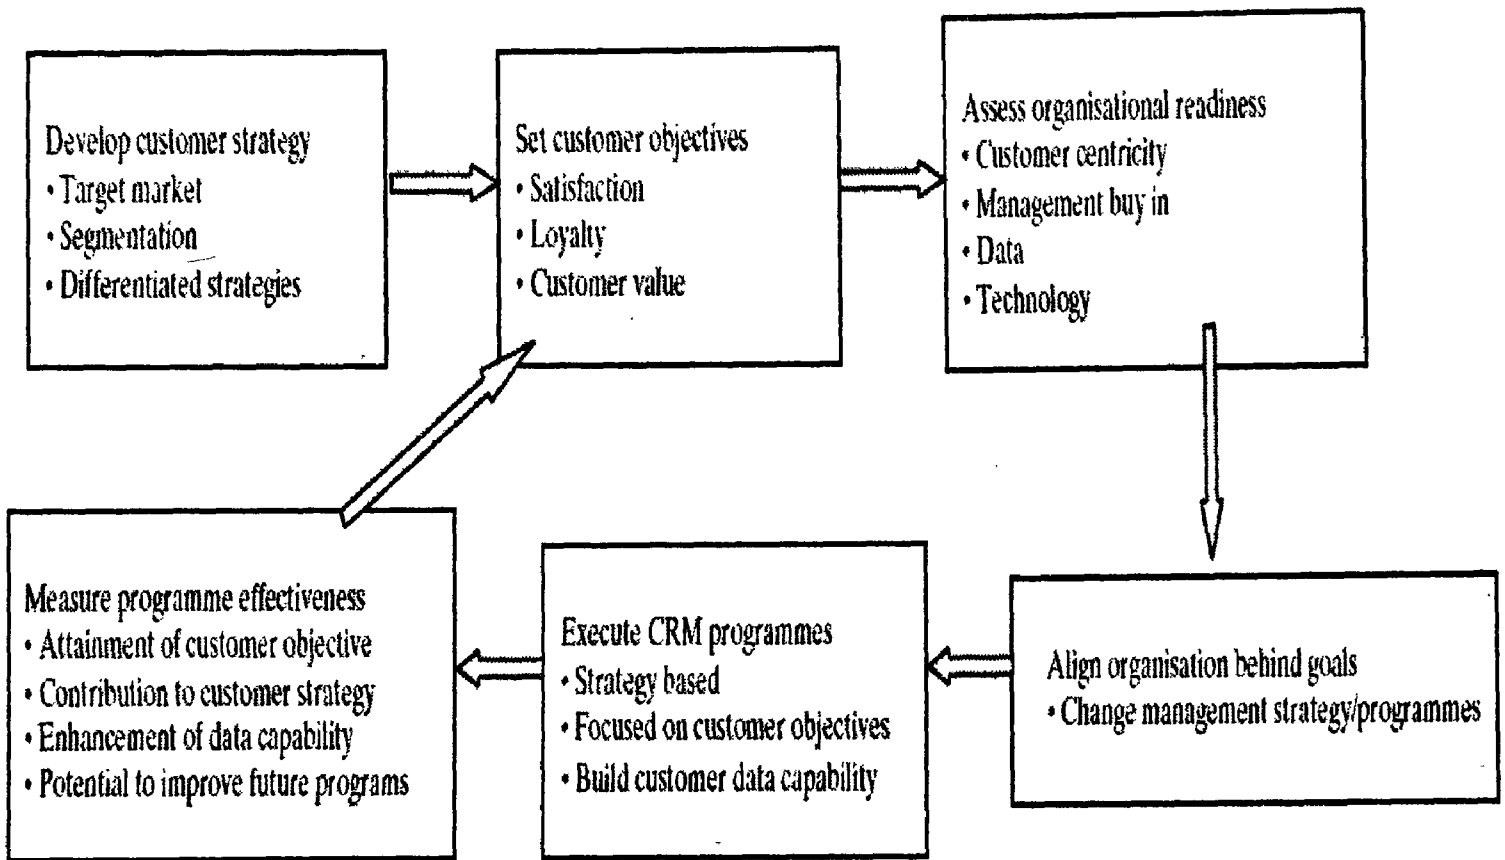 Develop customer strategy
• Target market
• Segmentation
• Differentiated strategies
Set customer objectives
• Satisfaction
• Loyalty
• Customer value
Assess organisational readiness
• Customer centricity
• Management buy in
• Data
• Technology
Align organisation behind goals
• Change management strategy/programmes
Execute CRM programmes
• Strategy based
• Focused on customer objectives
• Build customer data capability
Measure programme effectiveness
• Attainment of customer objective
• Contribution to customer strategy
• Enhancement of data capability
• Potential to improve future programs